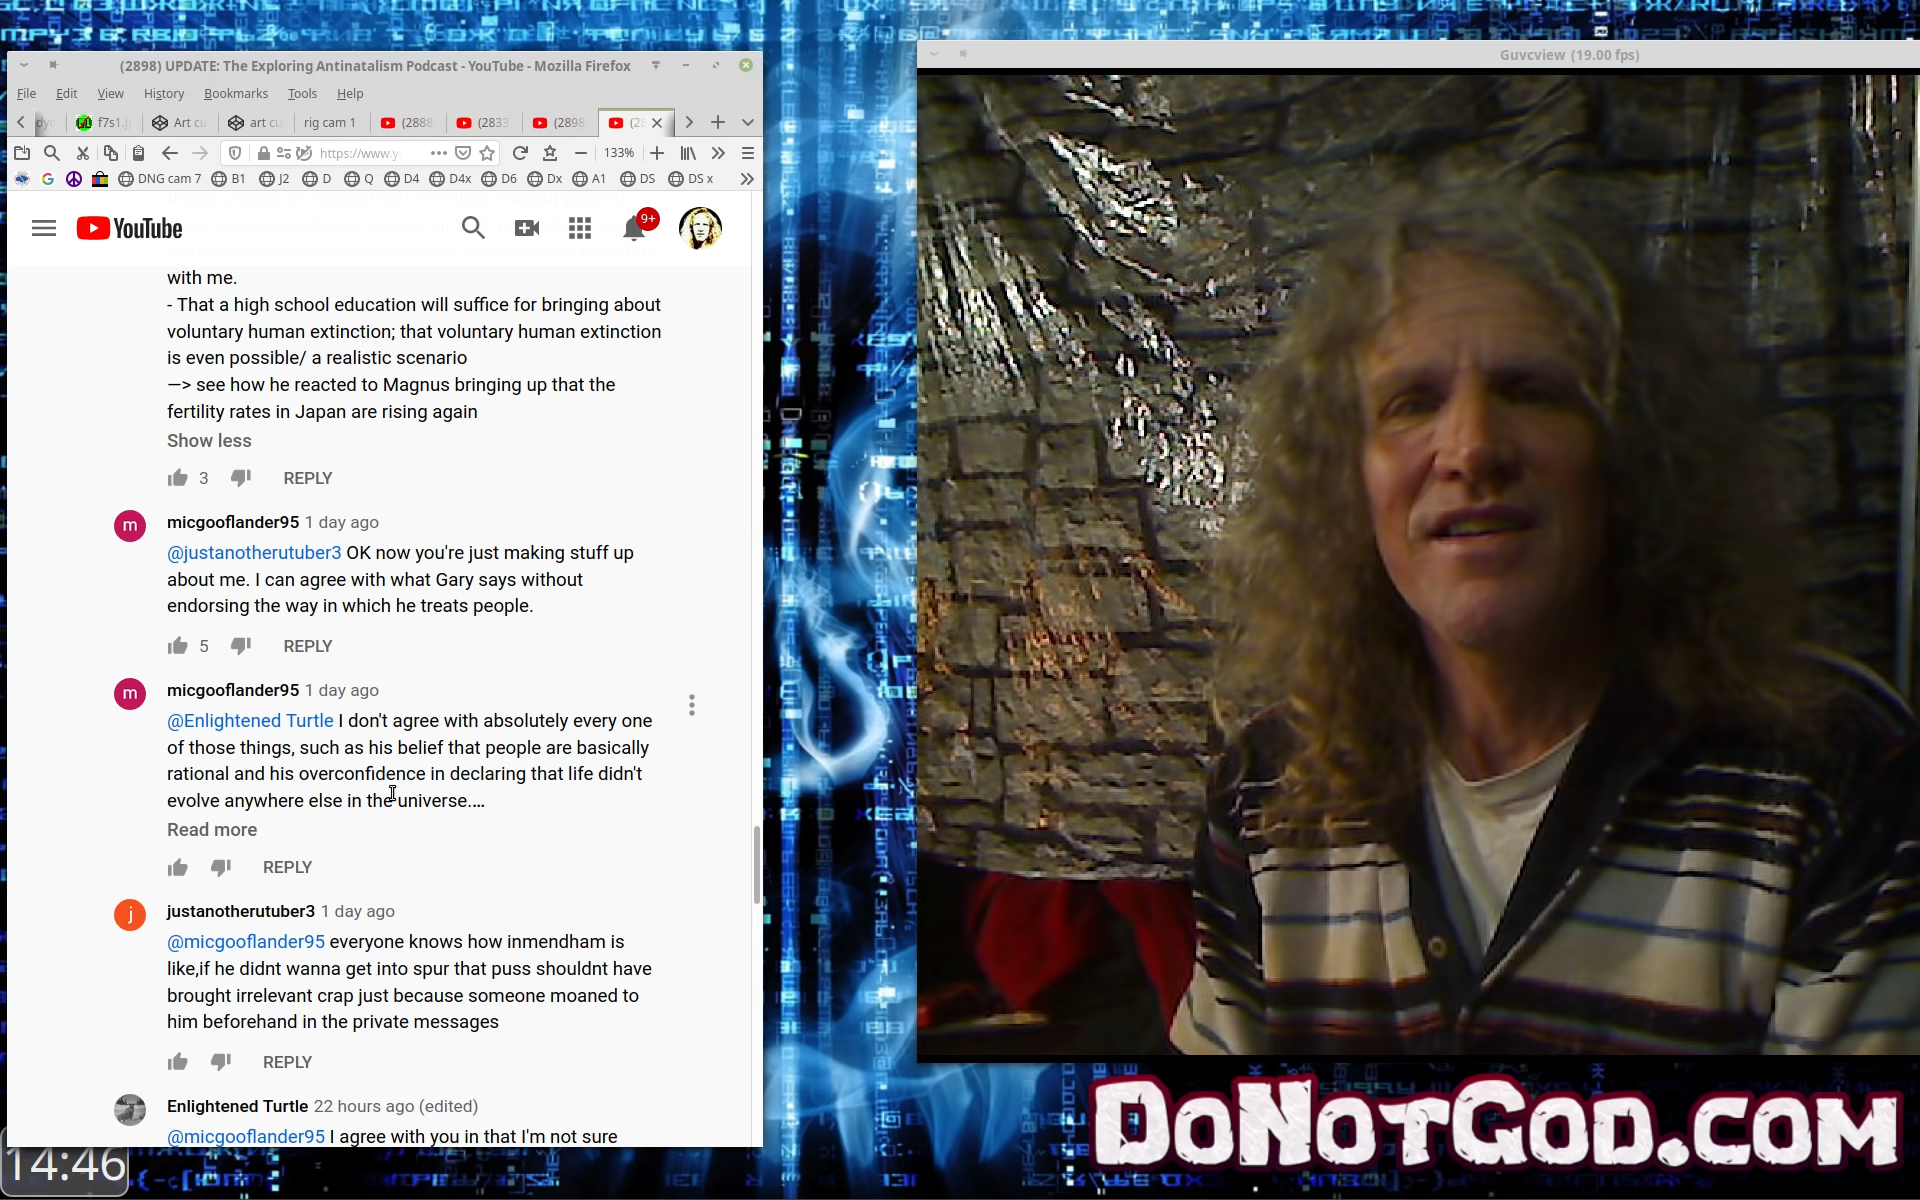 (2898) UPDATE: The Exploring Antinatalism Podcast - YouTube - Mozilla Firefox
File Edit View History Bookmarks Tools Help
f7s1.j Art cu art cu rig cam 1 (2888 (2833 (2898 (28
https://www.y 133%
DNG cam 7 B1 J2 D Q D4 D4x D6 Dx A1 DS DS x
YouTube 9+
with me.
- That a high school education will suffice for bringing about
voluntary human extinction; that voluntary human extinction
is even possible/ a realistic scenario
—> see how he reacted to Magnus bringing up that the
fertility rates in Japan are rising again
Show less
3 REPLY
m
micgooflander95 1 day ago
@justanotherutuber3 OK now you're just making stuff up
about me. I can agree with what Gary says without
endorsing the way in which he treats people.
5 REPLY
m
micgooflander95 1 day ago
@Enlightened Turtle I don't agree with absolutely every one
of those things, such as his belief that people are basically
rational and his overconfidence in declaring that life didn't
evolve anywhere else in the universe....
Read more
REPLY
j
justanotherutuber3 1 day ago
@micgooflander95 everyone knows how inmendham is
like,if he didnt wanna get into spur that puss shouldnt have
brought irrelevant crap just because someone moaned to
him beforehand in the private messages
REPLY
Enlightened Turtle 22 hours ago (edited)
@micgooflander95 I agree with you in that I'm not sure
14:46
Guvcview (19.00 fps)
DoNotGod.com